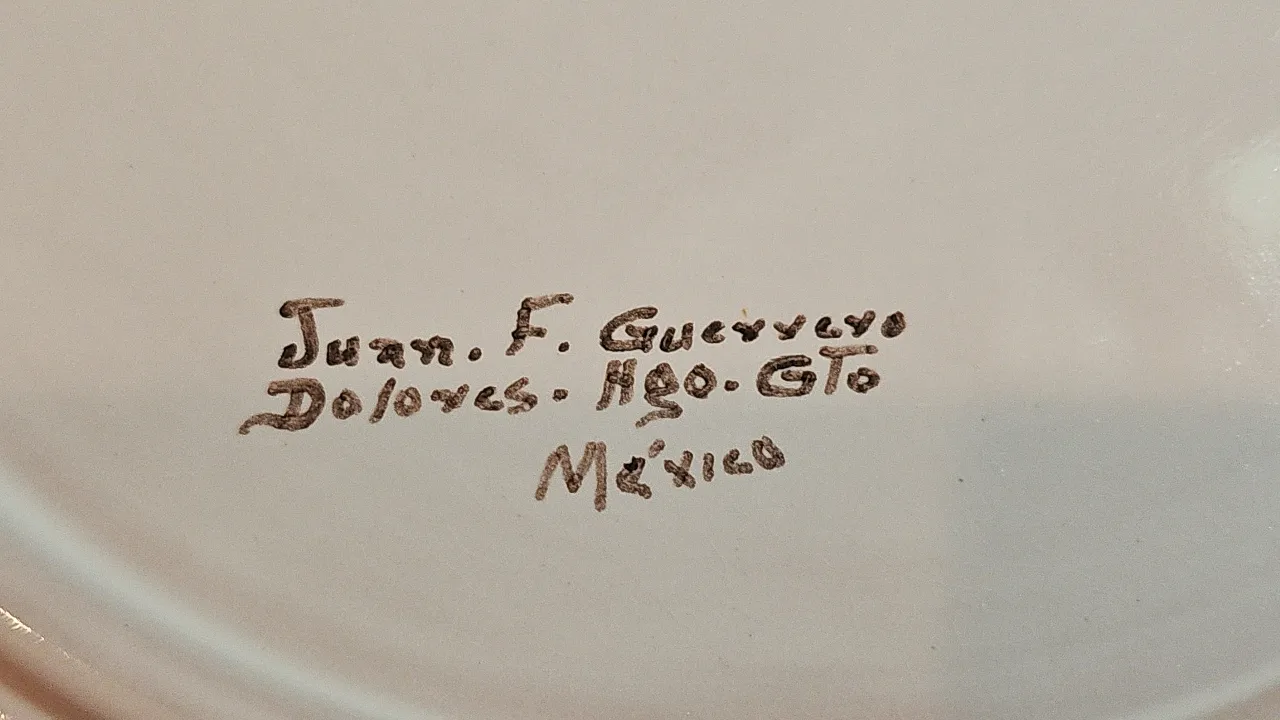 Juan. F. Guerrero
Dolores. Hgo. GTo
México